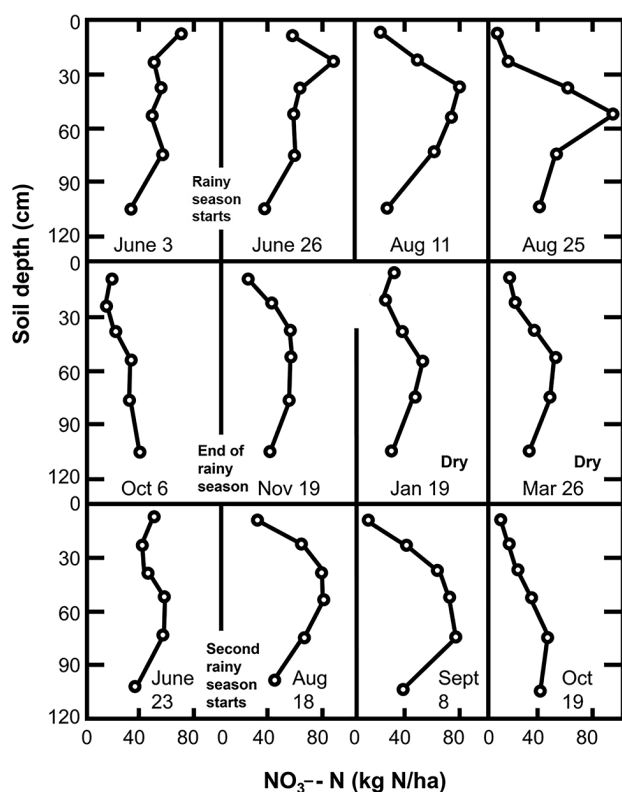 0
30
60
90
120
Rainy
season
starts
June 3
June 26
Aug 11
Aug 25
Soil depth (cm)
0
30
60
90
120
End of
rainy
season
Oct 6
Nov 19
Dry
Jan 19
Dry
Mar 26
0
30
60
90
120
Second
rainy
season
starts
June
23
Aug
18
Sept
8
Oct
19
0 40 80 0 40 80 0 40 80 0 40 80
NO₃⁻- N (kg N/ha)